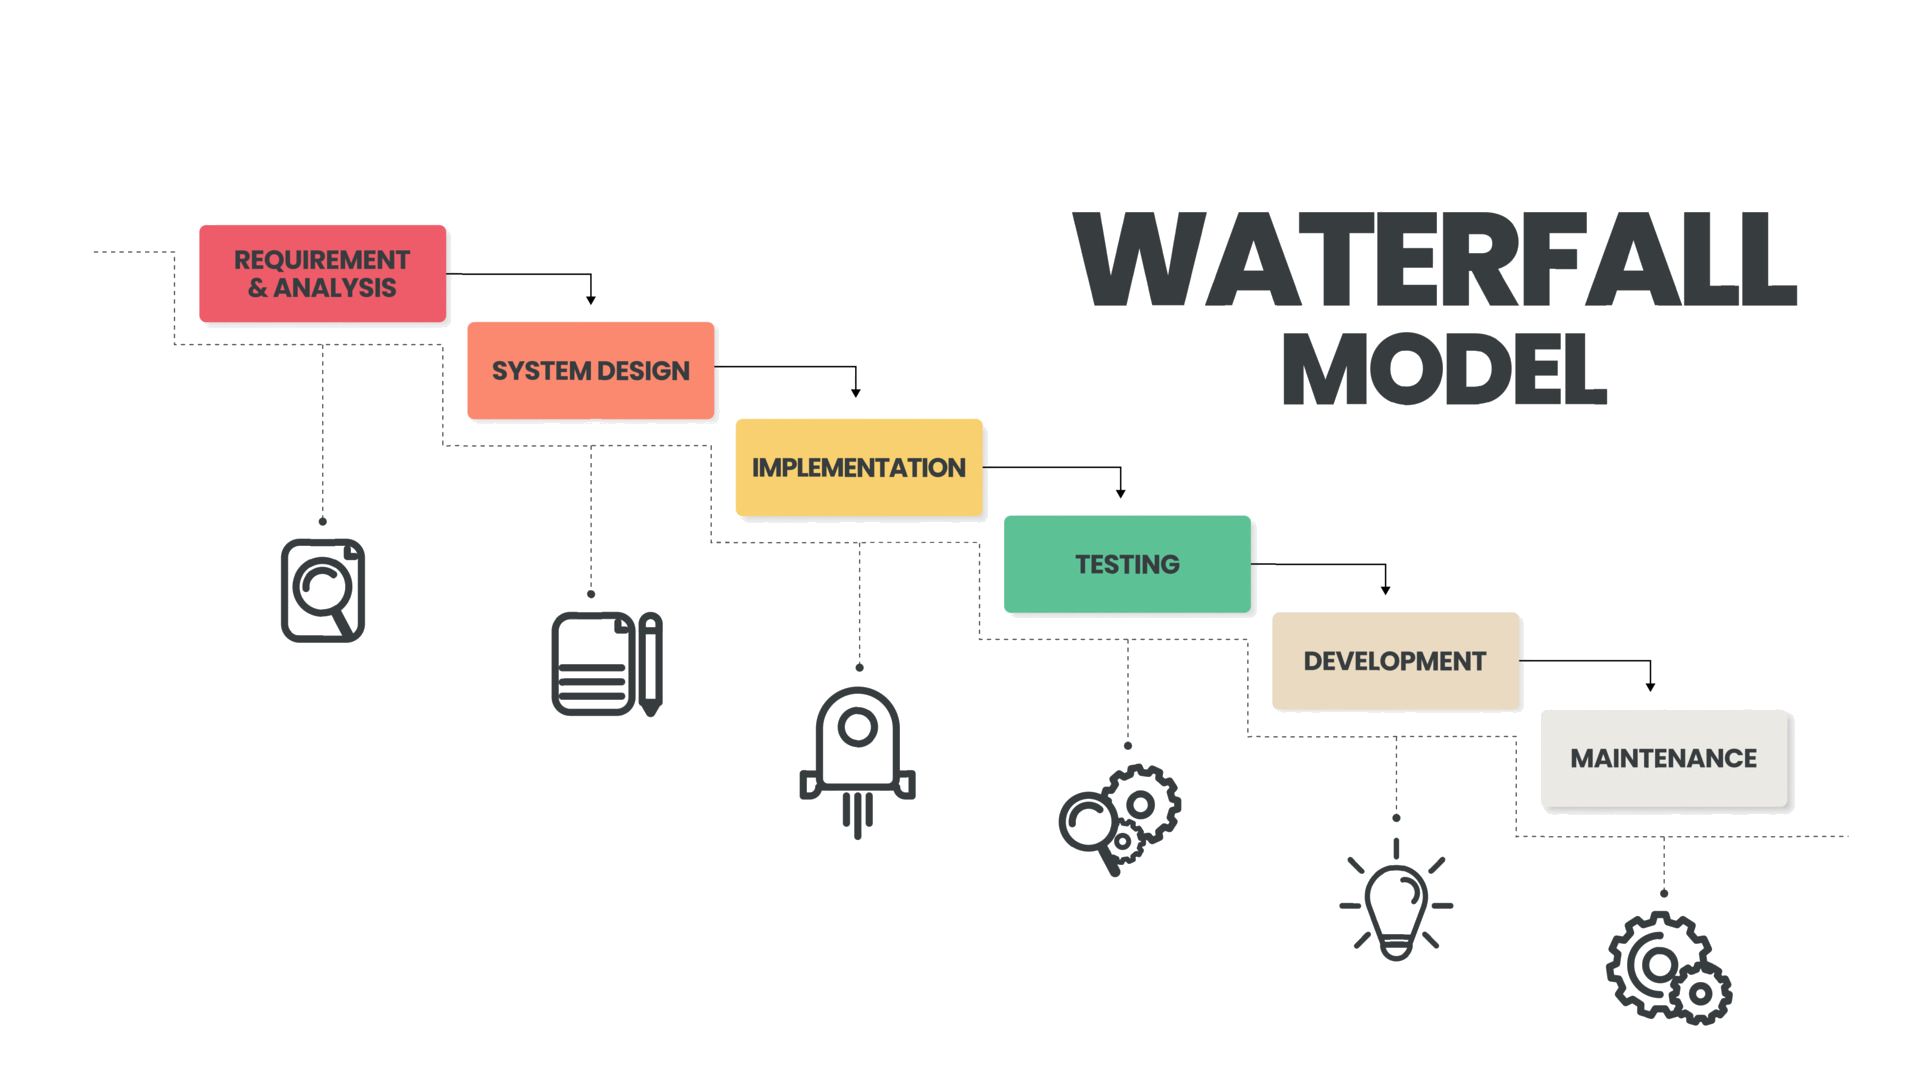 WATERFALL
MODEL
REQUIREMENT
& ANALYSIS
SYSTEM DESIGN
IMPLEMENTATION
TESTING
DEVELOPMENT
MAINTENANCE